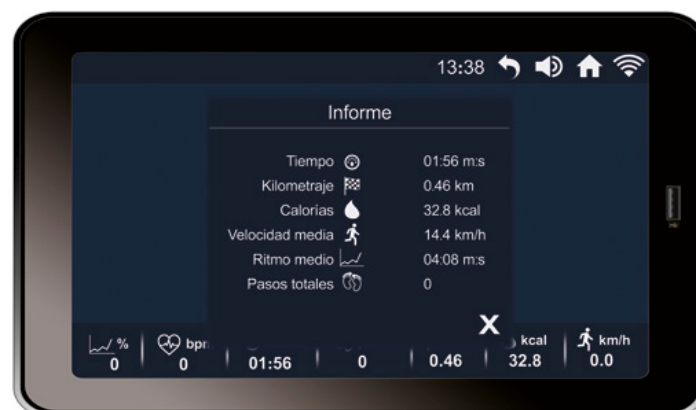 13:38
Informe
Tiempo 01:56 m:s
Kilometraje 0.46 km
Calorías 32.8 kcal
Velocidad media 14.4 km/h
Ritmo medio 04:08 m:s
Pasos totales 0
X
% bpm kcal km/h
0 0 01:56 0 0.46 32.8 0.0